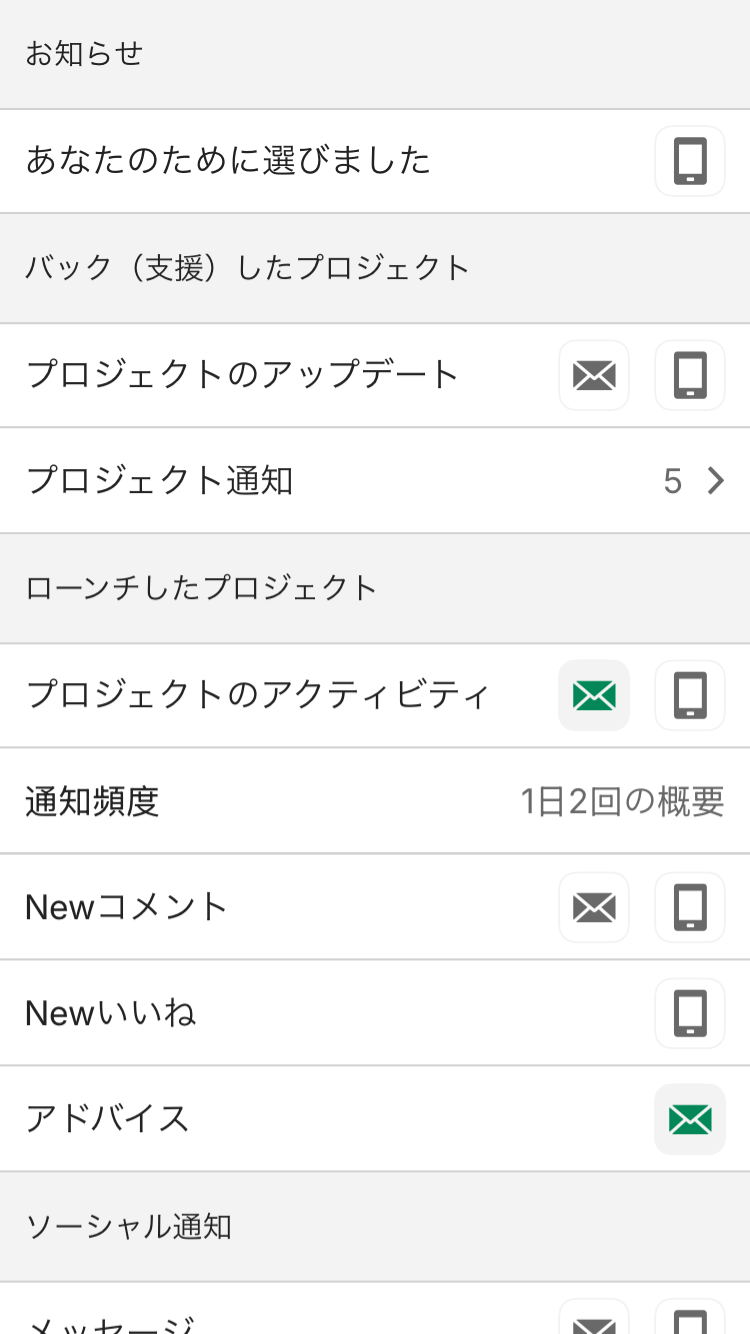 お知らせ
あなたのために選びました
バック（支援）したプロジェクト
プロジェクトのアップデート
プロジェクト通知 5
ローンチしたプロジェクト
プロジェクトのアクティビティ
通知頻度 1日2回の概要
Newコメント
Newいいね
アドバイス
ソーシャル通知
メッセージ